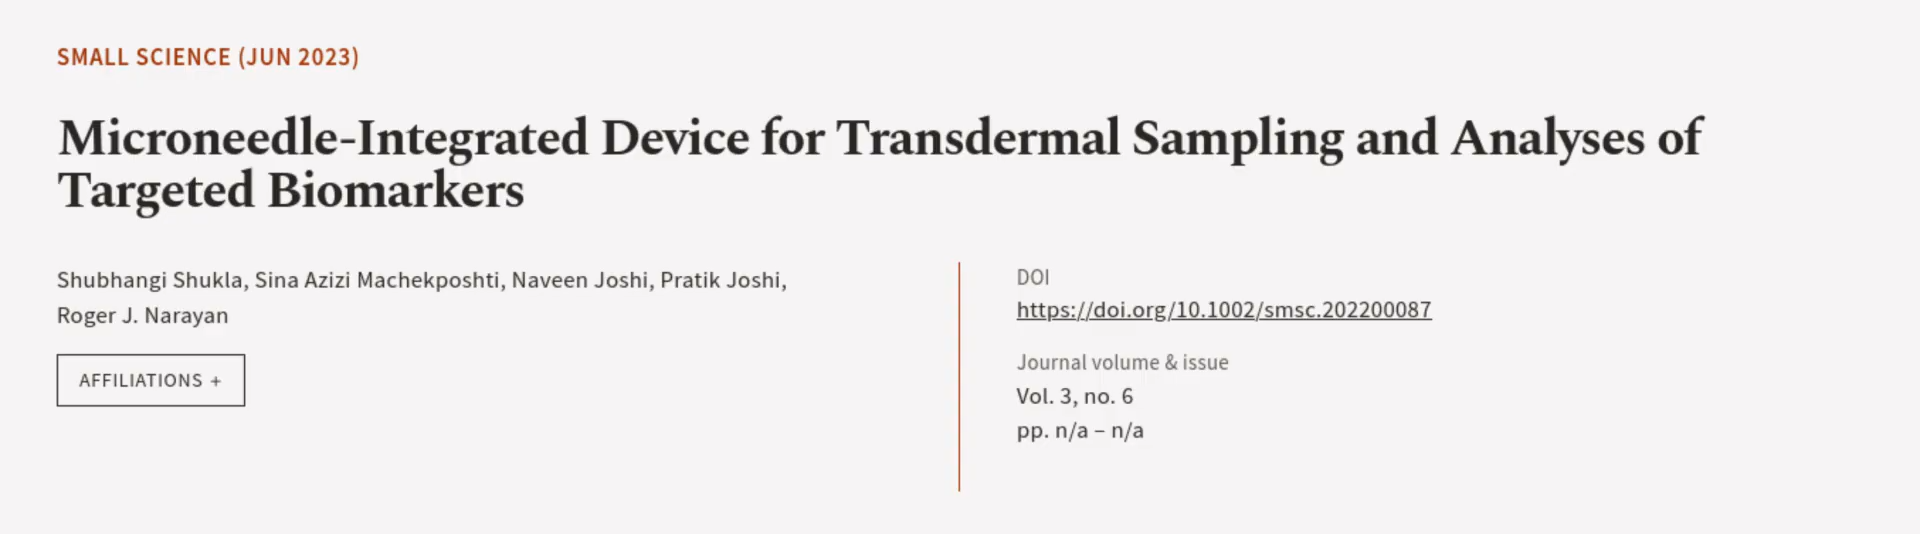 SMALL SCIENCE (JUN 2023)
Microneedle-Integrated Device for Transdermal Sampling and Analyses of
Targeted Biomarkers
Shubhangi Shukla, Sina Azizi Machekposhti, Naveen Joshi, Pratik Joshi,
Roger J. Narayan
AFFILIATIONS +
DOI
https://doi.org/10.1002/smsc.202200087
Journal volume & issue
Vol. 3, no. 6
pp. n/a – n/a